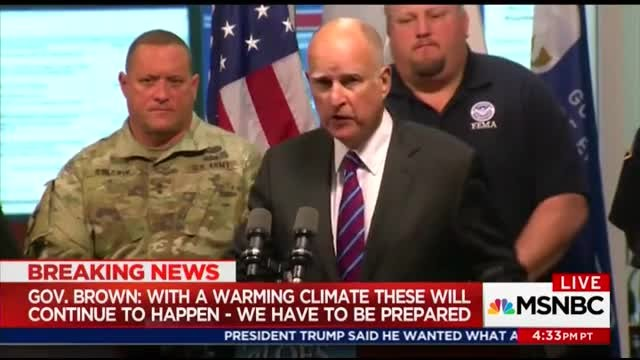 U.S. ARMY
FEMA
BREAKING NEWS
GOV. BROWN: WITH A WARMING CLIMATE THESE WILL
CONTINUE TO HAPPEN - WE HAVE TO BE PREPARED
LIVE
MSNBC
PRESIDENT TRUMP SAID HE WANTED WHAT A
4:33PM PT